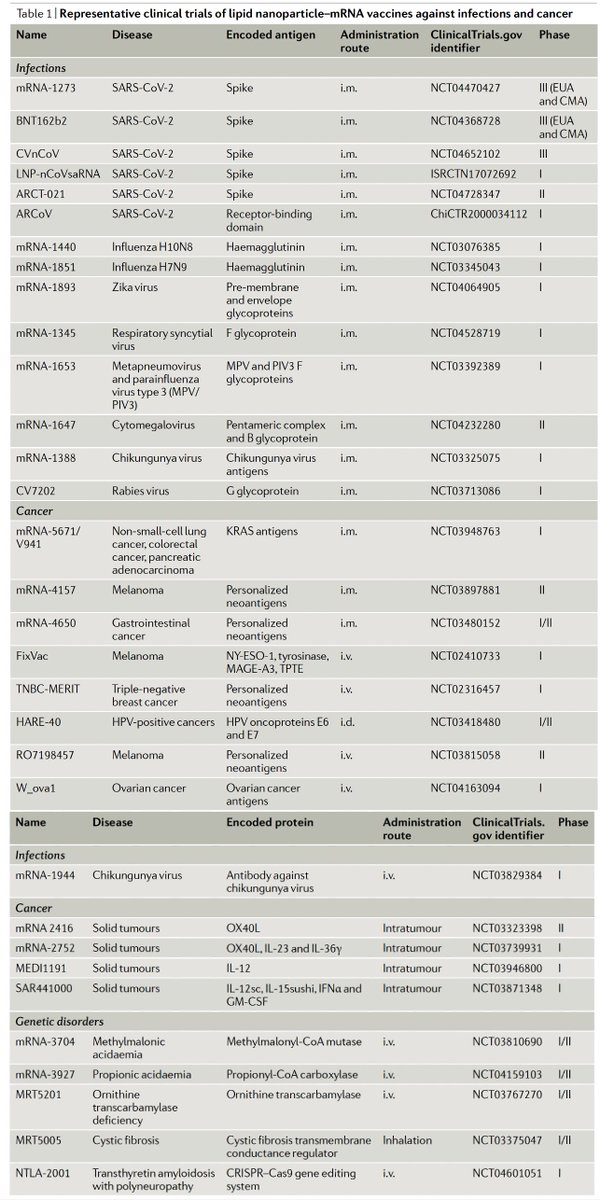 Table 1 | Representative clinical trials of lipid nanoparticle–mRNA vaccines against infections and cancer
Name Disease Encoded antigen Administration route ClinicalTrials.gov identifier Phase
Infections
mRNA-1273 SARS-CoV-2 Spike i.m. NCT04470427 III (EUA and CMA)
BNT162b2 SARS-CoV-2 Spike i.m. NCT04368728 III (EUA and CMA)
CVnCoV SARS-CoV-2 Spike i.m. NCT04652102 III
LNP-nCoVsaRNA SARS-CoV-2 Spike i.m. ISRCTN17072692 I
ARCT-021 SARS-CoV-2 Spike i.m. NCT04728347 II
ARCoV SARS-CoV-2 Receptor-binding domain i.m. ChiCTR2000034112 I
mRNA-1440 Influenza H10N8 Haemagglutinin i.m. NCT03076385 I
mRNA-1851 Influenza H7N9 Haemagglutinin i.m. NCT03345043 I
mRNA-1893 Zika virus Pre-membrane and envelope glycoproteins i.m. NCT04064905 I
mRNA-1345 Respiratory syncytial virus F glycoprotein i.m. NCT04528719 I
mRNA-1653 Metapneumovirus and parainfluenza virus type 3 (MPV/PIV3) MPV and PIV3 F glycoproteins i.m. NCT03392389 I
mRNA-1647 Cytomegalovirus Pentameric complex and B glycoprotein i.m. NCT04232280 II
mRNA-1388 Chikungunya virus Chikungunya virus antigens i.m. NCT03325075 I
CV7202 Rabies virus G glycoprotein i.m. NCT03713086 I
Cancer
mRNA-5671/V941 Non-small-cell lung cancer, colorectal cancer, pancreatic adenocarcinoma KRAS antigens i.m. NCT03948763 I
mRNA-4157 Melanoma Personalized neoantigens i.m. NCT03897881 II
mRNA-4650 Gastrointestinal cancer Personalized neoantigens i.m. NCT03480152 I/II
FixVac Melanoma NY-ESO-1, tyrosinase, MAGE-A3, TPTE i.v. NCT02410733 I
TNBC-MERIT Triple-negative breast cancer Personalized neoantigens i.v. NCT02316457 I
HARE-40 HPV-positive cancers HPV oncoproteins E6 and E7 i.d. NCT03418480 I/II
RO7198457 Melanoma Personalized neoantigens i.v. NCT03815058 II
W_ova1 Ovarian cancer Ovarian cancer antigens i.v. NCT04163094 I
Name Disease Encoded protein Administration route ClinicalTrials.gov identifier Phase
Infections
mRNA-1944 Chikungunya virus Antibody against chikungunya virus i.v. NCT03829384 I
Cancer
mRNA 2416 Solid tumours OX40L Intratumour NCT03323398 II
mRNA-2752 Solid tumours OX40L, IL-23 and IL-36γ Intratumour NCT03739931 I
MEDI1191 Solid tumours IL-12 Intratumour NCT03946800 I
SAR441000 Solid tumours IL-12sc, IL-15sushi, IFNα and GM-CSF Intratumour NCT03871348 I
Genetic disorders
mRNA-3704 Methylmalonic acidaemia Methylmalonyl-CoA mutase i.v. NCT03810690 I/II
mRNA-3927 Propionic acidaemia Propionyl-CoA carboxylase i.v. NCT04159103 I/II
MRT5201 Ornithine transcarbamylase deficiency Ornithine transcarbamylase i.v. NCT03767270 I/II
MRT5005 Cystic fibrosis Cystic fibrosis transmembrane conductance regulator Inhalation NCT03375047 I/II
NTLA-2001 Transthyretin amyloidosis with polyneuropathy CRISPR–Cas9 gene editing system i.v. NCT04601051 I